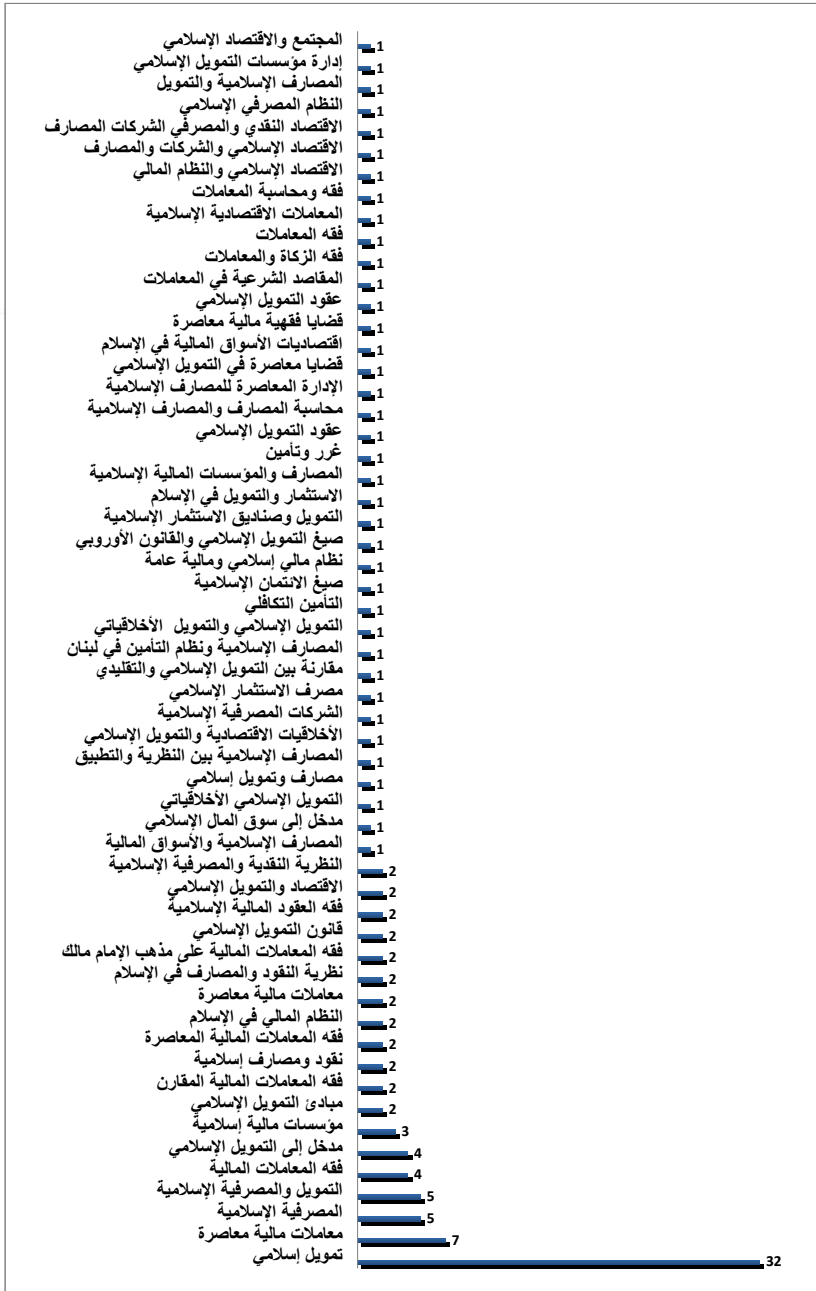 المجتمع والاقتصاد الإسلامي 1
إدارة مؤسسات التمويل الإسلامي 1
المصارف الإسلامية والتمويل 1
النظام المصرفي الإسلامي 1
الاقتصاد النقدي والمصرفي الشركات المصارف 1
الاقتصاد الإسلامي والشركات والمصارف 1
الاقتصاد الإسلامي والنظام المالي 1
فقه ومحاسبة المعاملات 1
المعاملات الاقتصادية الإسلامية 1
فقه المعاملات 1
فقه الزكاة والمعاملات 1
المقاصد الشرعية في المعاملات 1
عقود التمويل الإسلامي 1
قضايا فقهية مالية معاصرة 1
اقتصاديات الأسواق المالية في الإسلام 1
قضايا معاصرة في التمويل الإسلامي 1
الإدارة المعاصرة للمصارف الإسلامية 1
محاسبة المصارف والمصارف الإسلامية 1
عقود التمويل الإسلامي 1
غرر وتأمين 1
المصارف والمؤسسات المالية الإسلامية 1
الاستثمار والتمويل في الإسلام 1
التمويل وصناديق الاستثمار الإسلامية 1
صيغ التمويل الإسلامي والقانون الأوروبي 1
نظام مالي إسلامي ومالية عامة 1
صيغ الائتمان الإسلامية 1
التأمين التكافلي 1
التمويل الإسلامي والتمويل الأخلاقياتي 1
المصارف الإسلامية ونظام التأمين في لبنان 1
مقارنة بين التمويل الإسلامي والتقليدي 1
مصرف الاستثمار الإسلامي 1
الشركات المصرفية الإسلامية 1
الأخلاقيات الاقتصادية والتمويل الإسلامي 1
المصارف الإسلامية بين النظرية والتطبيق 1
مصارف وتمويل إسلامي 1
التمويل الإسلامي الأخلاقياتي 1
مدخل إلى سوق المال الإسلامي 1
المصارف الإسلامية والأسواق المالية 1
النظرية النقدية والمصرفية الإسلامية 2
الاقتصاد والتمويل الإسلامي 2
فقه العقود المالية الإسلامية 2
قانون التمويل الإسلامي 2
فقه المعاملات المالية على مذهب الإمام مالك 2
نظرية النقود والمصارف في الإسلام 2
معاملات مالية معاصرة 2
النظام المالي في الإسلام 2
فقه المعاملات المالية المعاصرة 2
نقود ومصارف إسلامية 2
فقه المعاملات المالية المقارن 2
مبادئ التمويل الإسلامي 2
مؤسسات مالية إسلامية 3
مدخل إلى التمويل الإسلامي 4
فقه المعاملات المالية 4
التمويل والمصرفية الإسلامية 5
المصرفية الإسلامية 5
معاملات مالية معاصرة 7
تمويل إسلامي 32